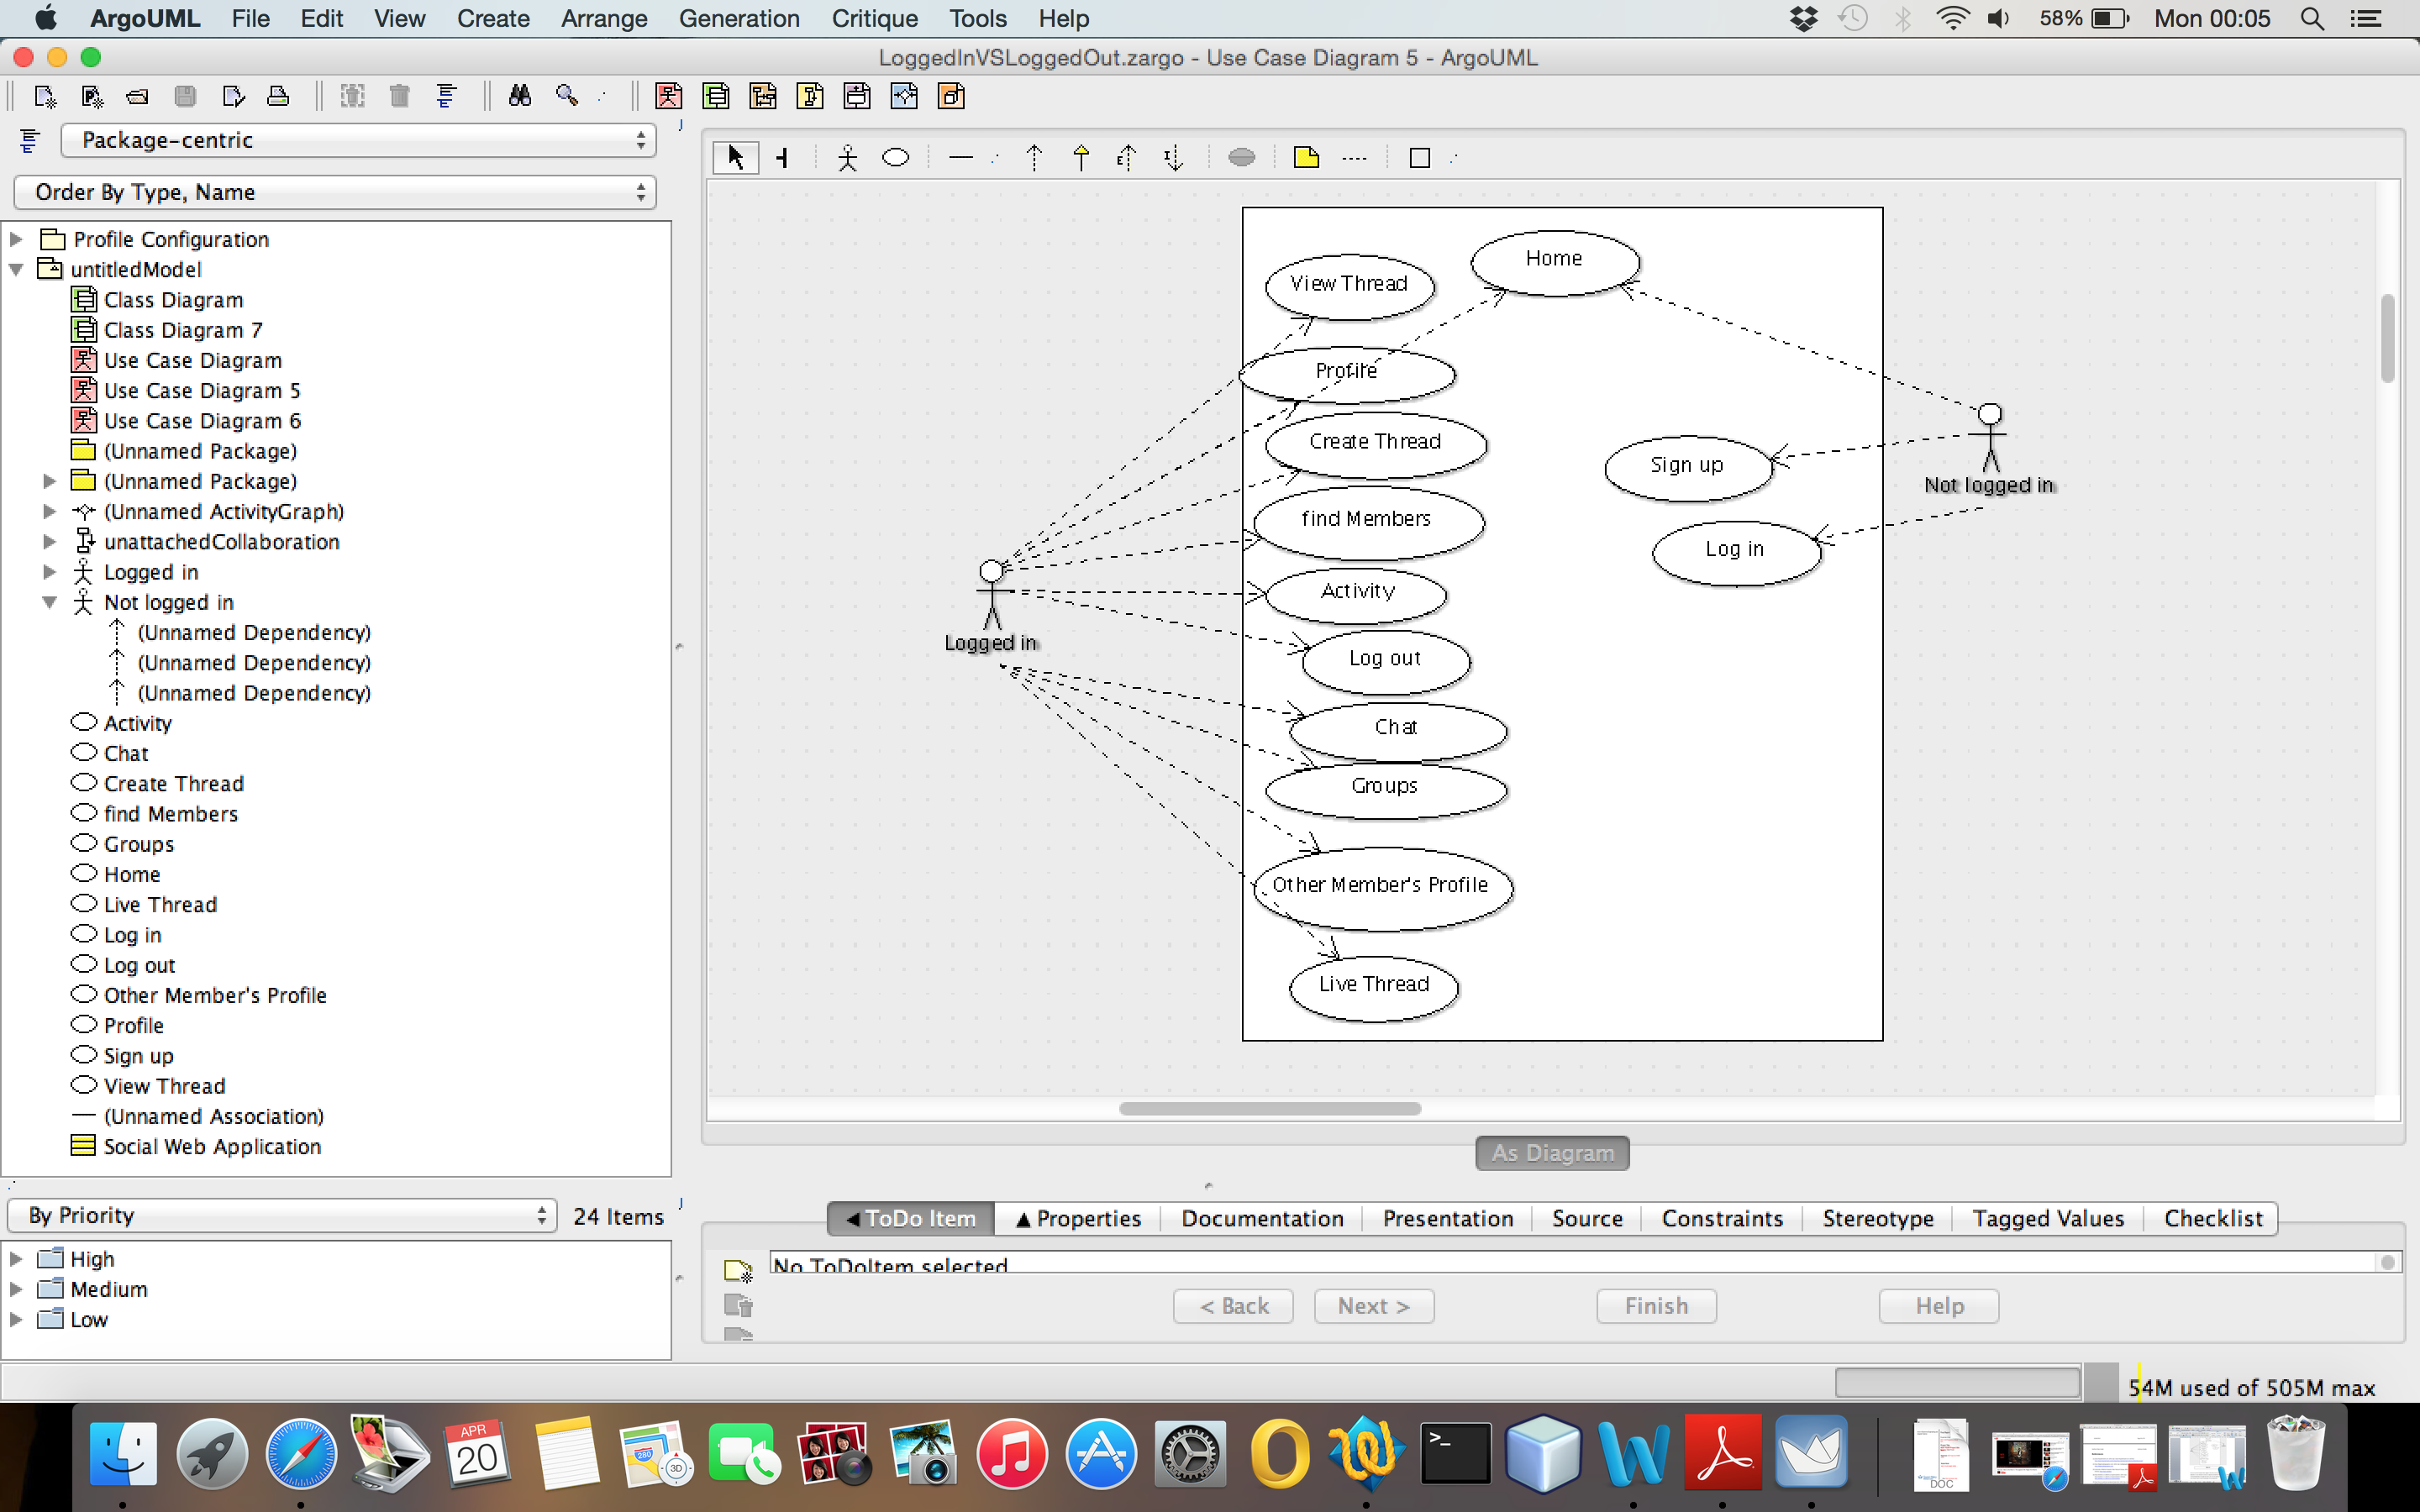 ArgoUML File Edit View Create Arrange Generation Critique Tools Help 58% Mon 00:05
LoggedInVSLoggedOut.zargo - Use Case Diagram 5 - ArgoUML
Package-centric
Order By Type, Name
Profile Configuration
untitledModel
Class Diagram
Class Diagram 7
Use Case Diagram
Use Case Diagram 5
Use Case Diagram 6
(Unnamed Package)
(Unnamed Package)
(Unnamed ActivityGraph)
unattachedCollaboration
Logged in
Not logged in
(Unnamed Dependency)
(Unnamed Dependency)
(Unnamed Dependency)
Activity
Chat
Create Thread
find Members
Groups
Home
Live Thread
Log in
Log out
Other Member's Profile
Profile
Sign up
View Thread
(Unnamed Association)
Social Web Application
Home
View Thread
Profile
Create Thread
Sign up
Not logged in
find Members
Log in
Activity
Logged in
Log out
Chat
Groups
Other Member's Profile
Live Thread
As Diagram
By Priority 24 Items
High
Medium
Low
ToDo Item Properties Documentation Presentation Source Constraints Stereotype Tagged Values Checklist
No ToDoItem selected
< Back Next > Finish Help
54M used of 505M max
APR
20
280
3D
DOC